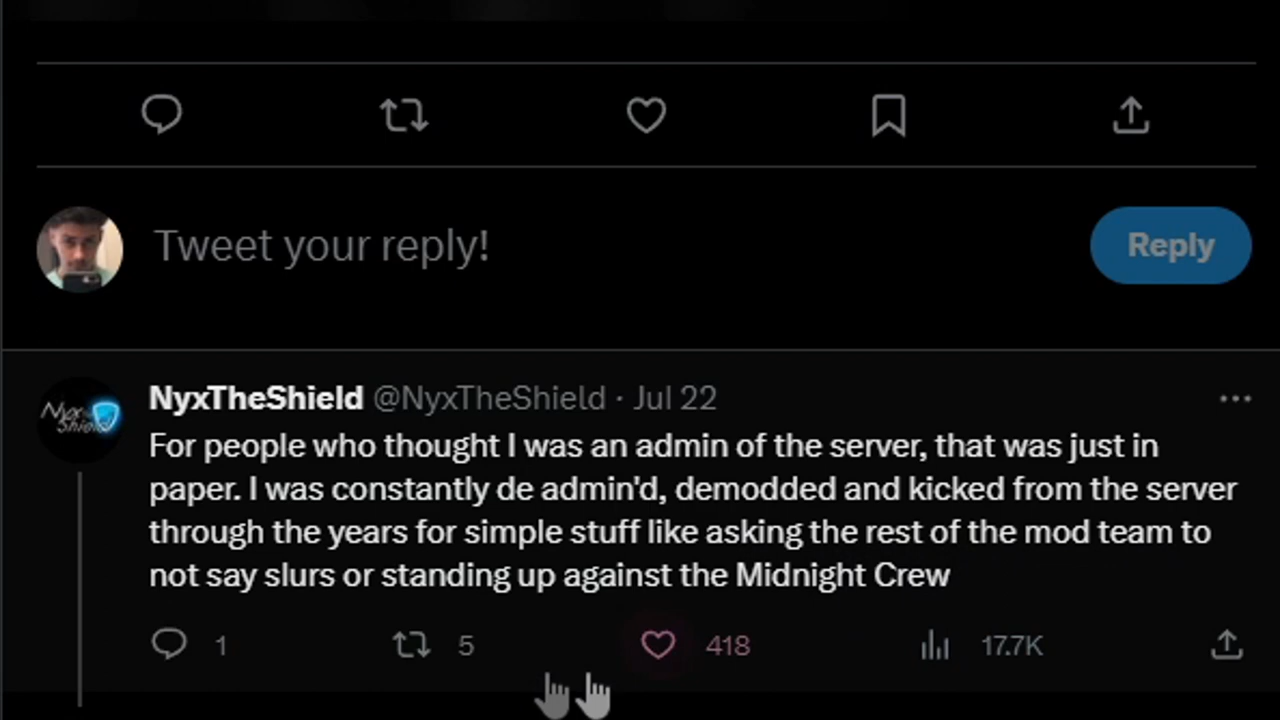 Tweet your reply!
Reply
NyxTheShield @NyxTheShield · Jul 22
For people who thought I was an admin of the server, that was just in
paper. I was constantly de admin'd, demodded and kicked from the server
through the years for simple stuff like asking the rest of the mod team to
not say slurs or standing up against the Midnight Crew
1 5 418 17.7K